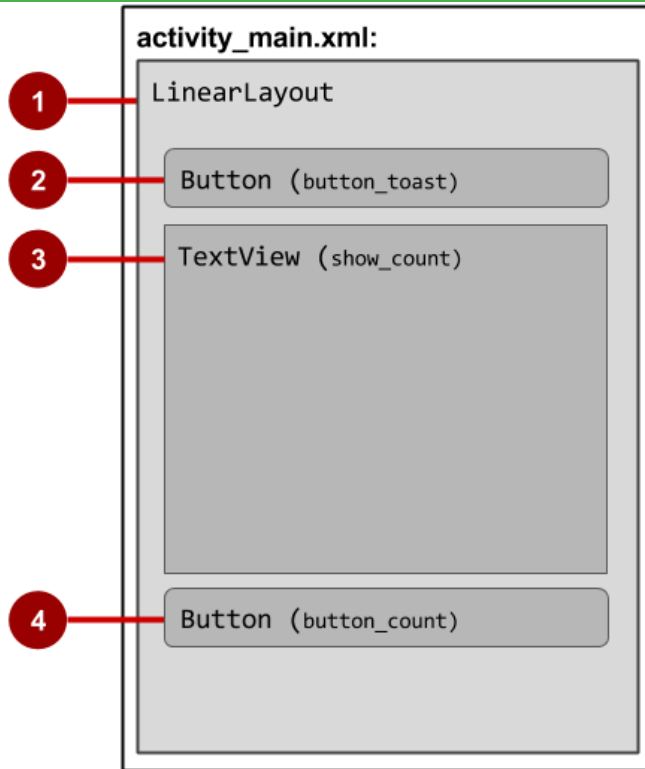 activity_main.xml:
1
LinearLayout
2
Button (button_toast)
3
TextView (show_count)
4
Button (button_count)